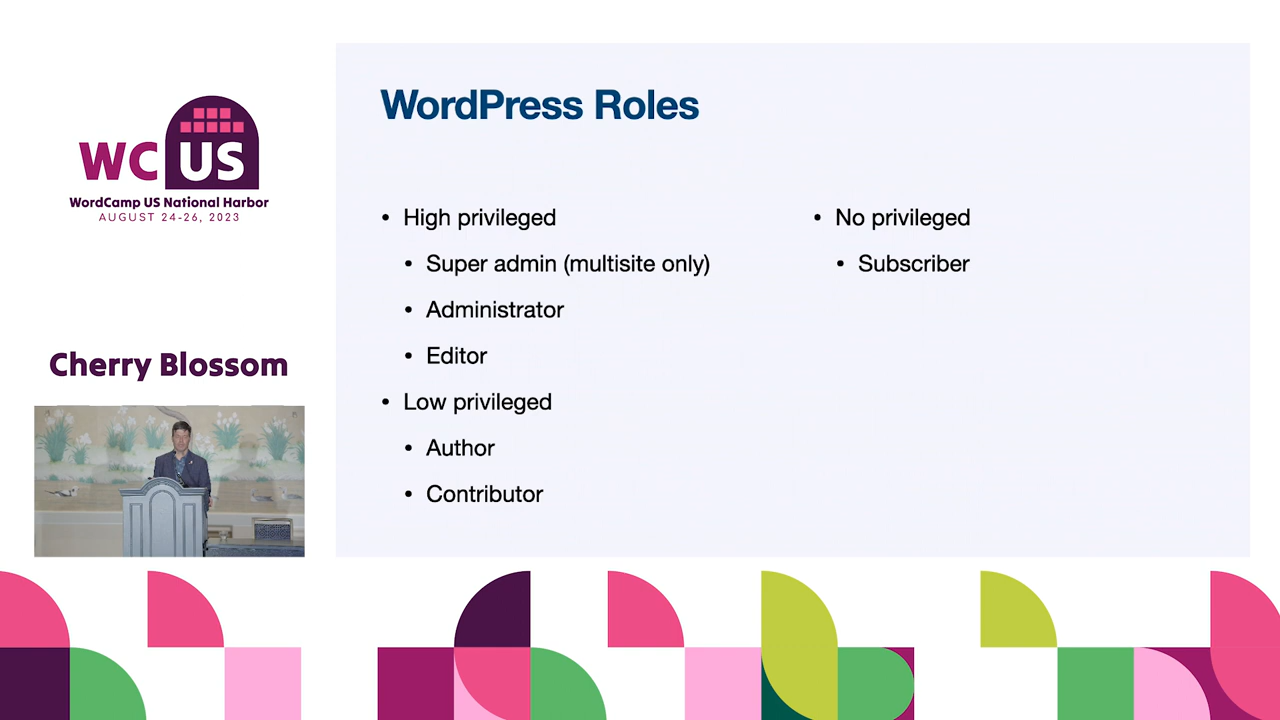 WC US
WordCamp US National Harbor
AUGUST 24-26, 2023
Cherry Blossom
WordPress Roles
• High privileged
• Super admin (multisite only)
• Administrator
• Editor
• Low privileged
• Author
• Contributor
• No privileged
• Subscriber